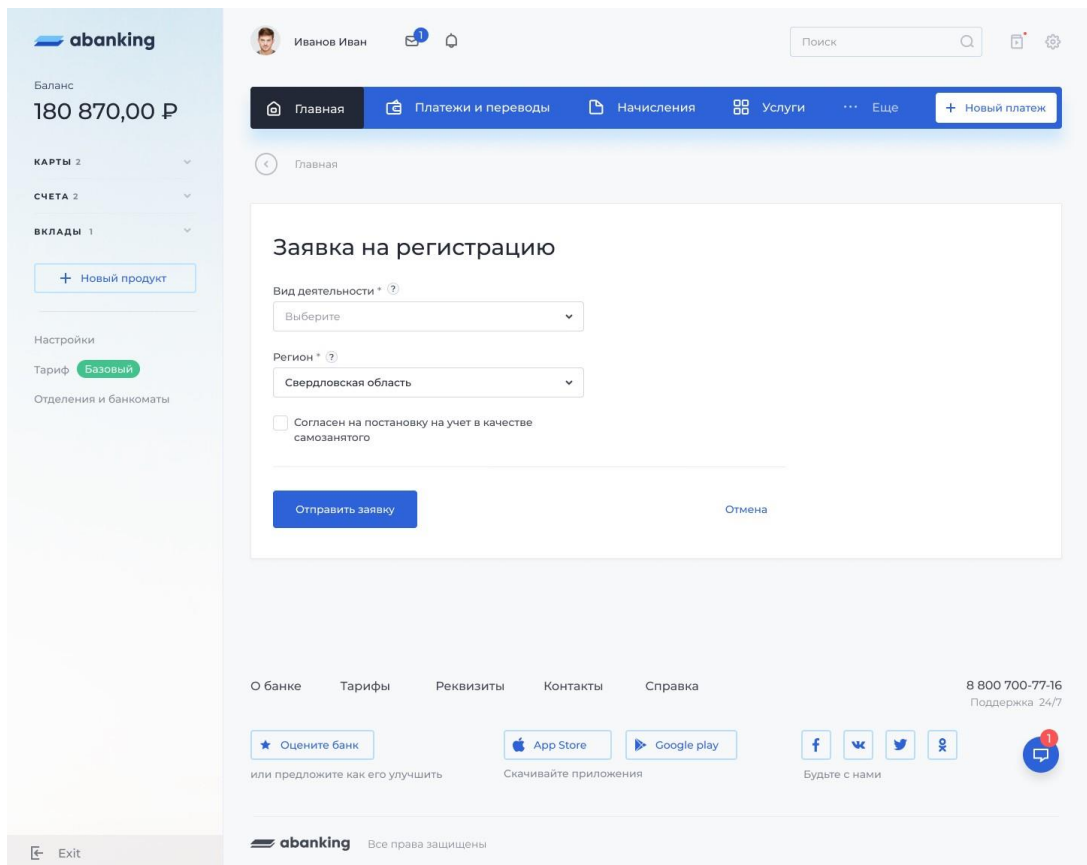 abanking
Баланс
180 870,00 ₽
КАРТЫ 2
СЧЕТА 2
ВКЛАДЫ 1
+ Новый продукт
Настройки
Тариф Базовый
Отделения и банкоматы
Exit
Иванов Иван 1 Поиск
Главная Платежи и переводы Начисления Услуги ··· Еще + Новый платеж
Главная
Заявка на регистрацию
Вид деятельности * ?
Выберите
Регион * ?
Свердловская область
Согласен на постановку на учет в качестве
самозанятого
Отправить заявку Отмена
О банке Тарифы Реквизиты Контакты Справка 8 800 700-77-16
Поддержка 24/7
Оцените банк App Store Google play 1
или предложите как его улучшить Скачивайте приложения Будьте с нами
abanking Все права защищены